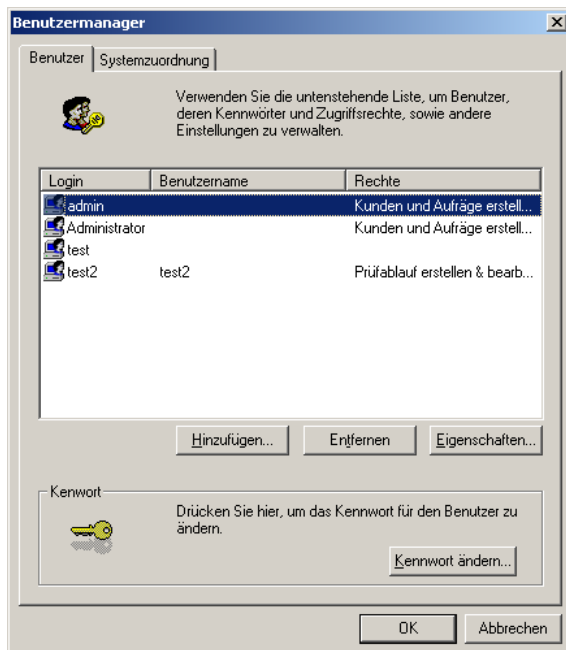 Benutzermanager
Benutzer Systemzuordnung
Verwenden Sie die untenstehende Liste, um Benutzer,
deren Kennwörter und Zugriffsrechte, sowie andere
Einstellungen zu verwalten.
Login Benutzername Rechte
admin Kunden und Aufräge erstell...
Administrator Kunden und Aufräge erstell...
test
test2 test2 Prüfablauf erstellen & bearb...
Hinzufügen... Entfernen Eigenschaften...
Kenwort
Drücken Sie hier, um das Kennwort für den Benutzer zu
ändern.
Kennwort ändern...
OK Abbrechen